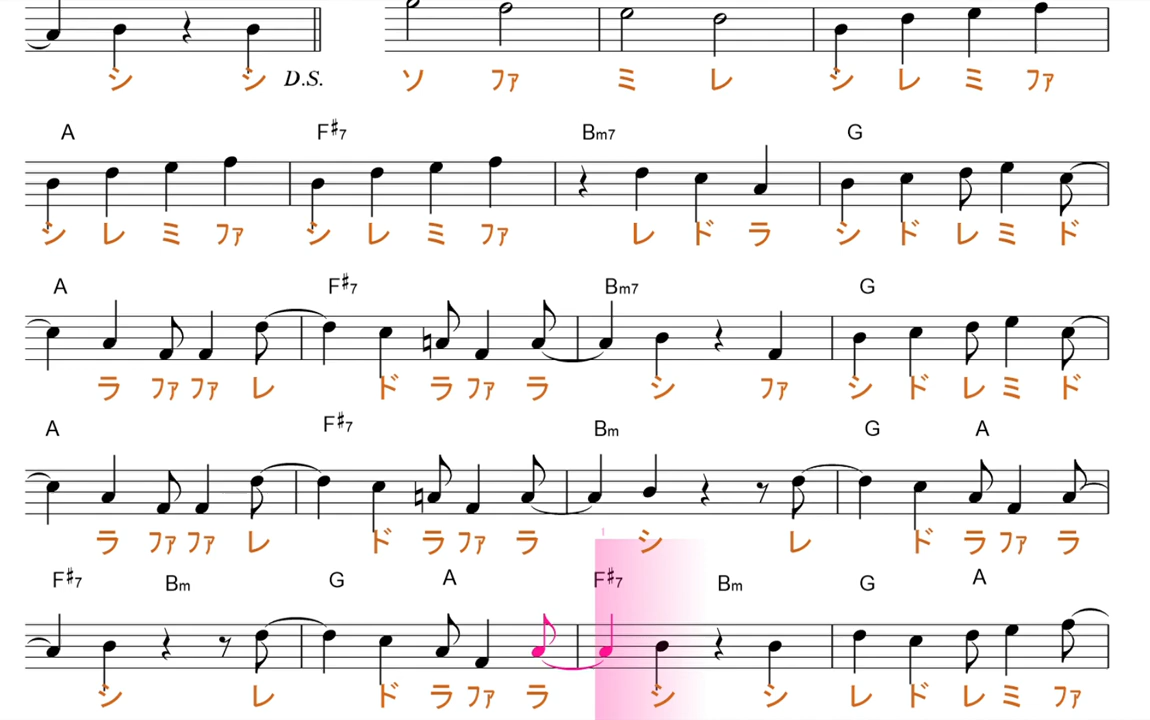 シ シ D.S. ソ ファ ミ レ シ レ ミ ファ
A F♯7 Bm7 G
シ レ ミ ファ シ レ ミ ファ レ ド ラ シ ド レ ミ ド
A F♯7 Bm7 G
ラ ファ ファ レ ド ラ ファ ラ シ ファ シ ド レ ミ ド
A F♯7 Bm G A
ラ ファ ファ レ ド ラ ファ ラ シ レ ド ラ ファ ラ
F♯7 Bm G A F♯7 Bm G A
シ レ ド ラ ファ ラ シ シ レ ド レ ミ ファ